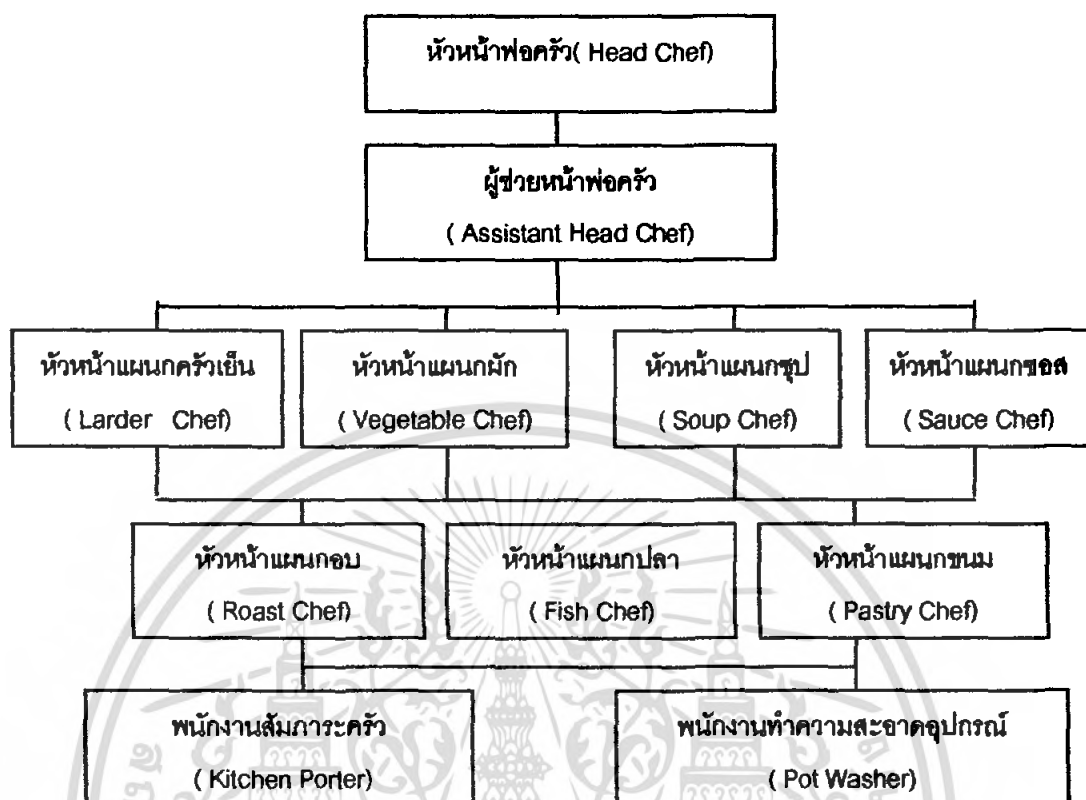 หัวหน้าพ่อครัว( Head Chef)
ผู้ช่วยหน้าพ่อครัว
( Assistant Head Chef)
หัวหน้าแผนกครัวเย็น
( Larder Chef)
หัวหน้าแผนกผัก
( Vegetable Chef)
หัวหน้าแผนกซุป
( Soup Chef)
หัวหน้าแผนกซอส
( Sauce Chef)
หัวหน้าแผนกอบ
( Roast Chef)
หัวหน้าแผนกปลา
( Fish Chef)
หัวหน้าแผนกขนม
( Pastry Chef)
พนักงานสัมภาระครัว
( Kitchen Porter)
พนักงานทำความสะอาดอุปกรณ์
( Pot Washer)